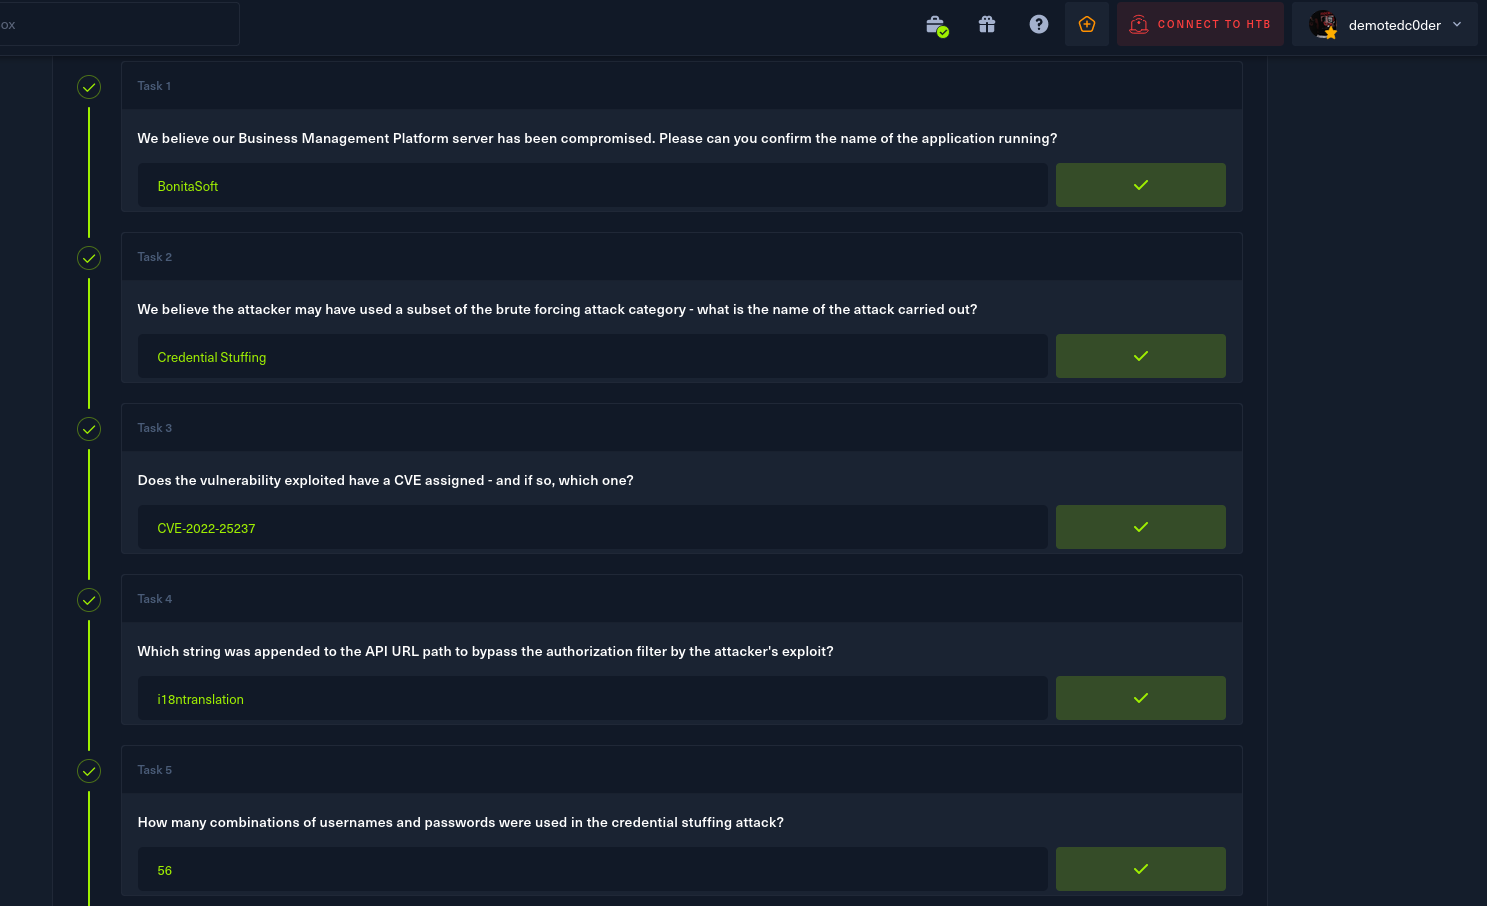 ox
CONNECT TO HTB
demotedc0der
Task 1
We believe our Business Management Platform server has been compromised. Please can you confirm the name of the application running?
BonitaSoft
Task 2
We believe the attacker may have used a subset of the brute forcing attack category - what is the name of the attack carried out?
Credential Stuffing
Task 3
Does the vulnerability exploited have a CVE assigned - and if so, which one?
CVE-2022-25237
Task 4
Which string was appended to the API URL path to bypass the authorization filter by the attacker's exploit?
i18ntranslation
Task 5
How many combinations of usernames and passwords were used in the credential stuffing attack?
56